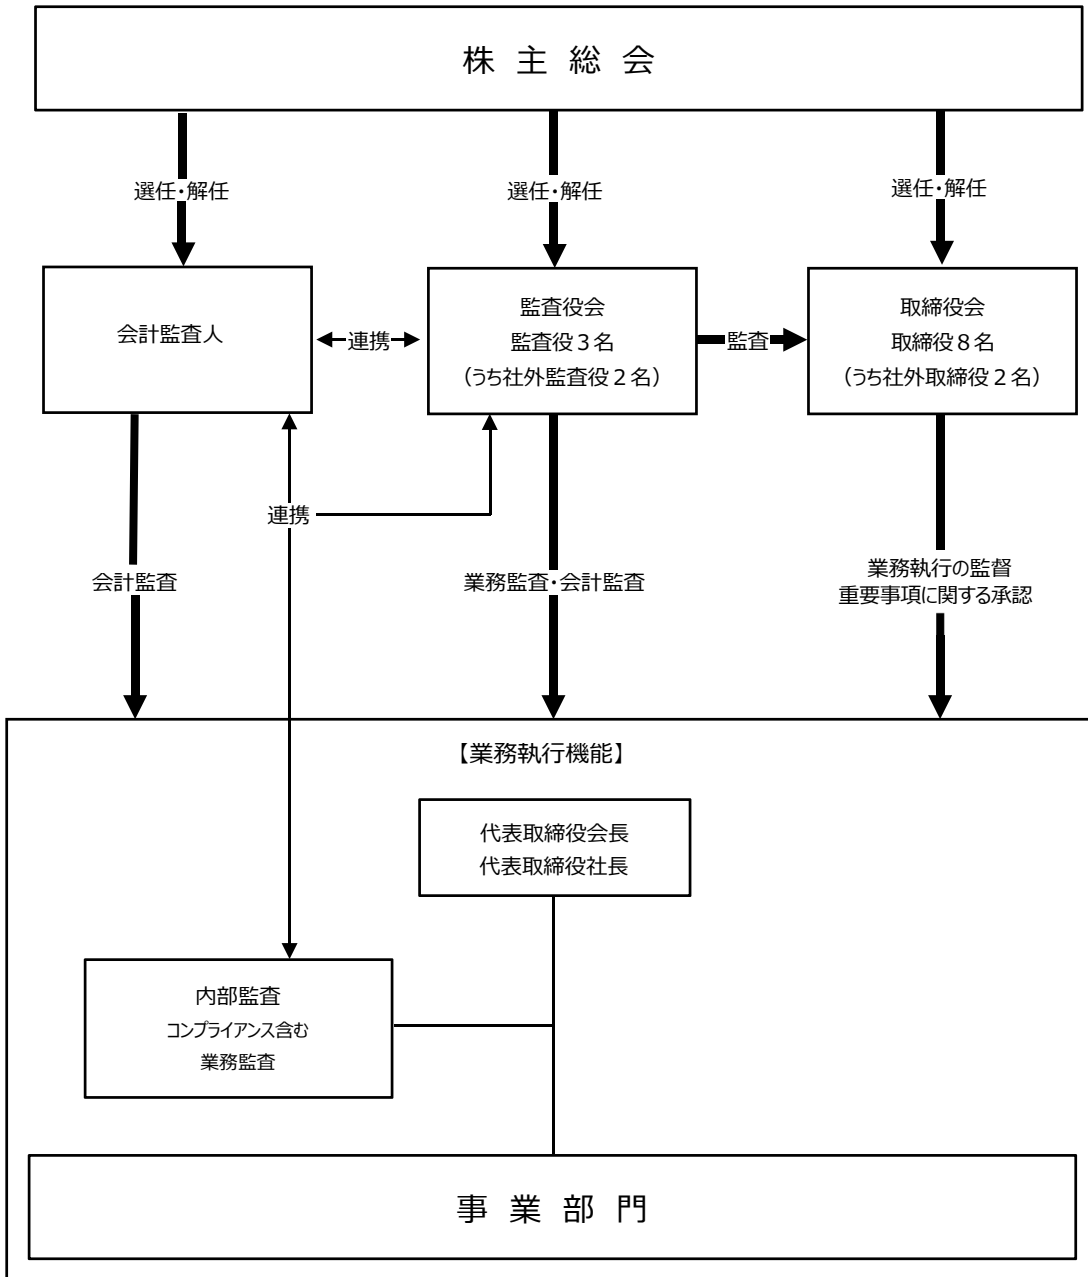 株 主 総 会
選任・解任
選任・解任
選任・解任
会計監査人
連携
監査役会
監査役３名
（うち社外監査役２名）
監査
取締役会
取締役８名
（うち社外取締役２名）
連携
会計監査
業務監査・会計監査
業務執行の監督
重要事項に関する承認
【業務執行機能】
代表取締役会長
代表取締役社長
内部監査
コンプライアンス含む
業務監査
事 業 部 門